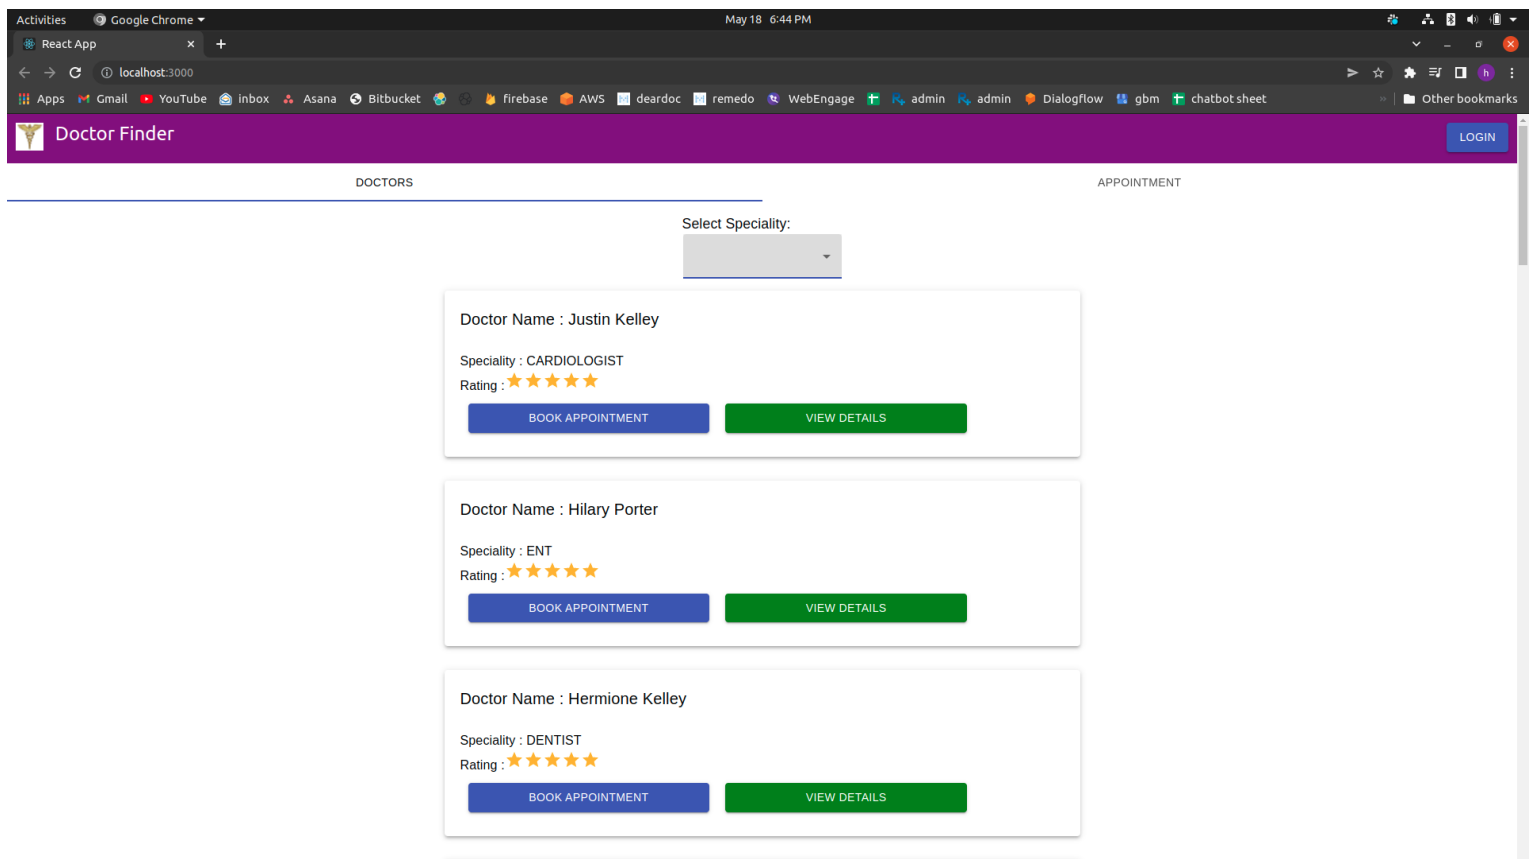 Activities Google Chrome May 18 6:44 PM
React App
localhost:3000
Apps Gmail YouTube inbox Asana Bitbucket firebase AWS deardoc remedo WebEngage admin admin Dialogflow gbm chatbot sheet » Other bookmarks
Doctor Finder LOGIN
DOCTORS APPOINTMENT
Select Speciality:
Doctor Name : Justin Kelley
Speciality : CARDIOLOGIST
Rating :
BOOK APPOINTMENT VIEW DETAILS
Doctor Name : Hilary Porter
Speciality : ENT
Rating :
BOOK APPOINTMENT VIEW DETAILS
Doctor Name : Hermione Kelley
Speciality : DENTIST
Rating :
BOOK APPOINTMENT VIEW DETAILS